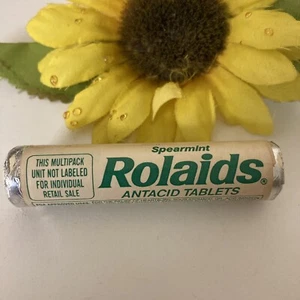 Spearmint
THIS MULTIPACK
UNIT NOT LABELED
FOR INDIVIDUAL
RETAIL SALE
Rolaids®
ANTACID TABLETS